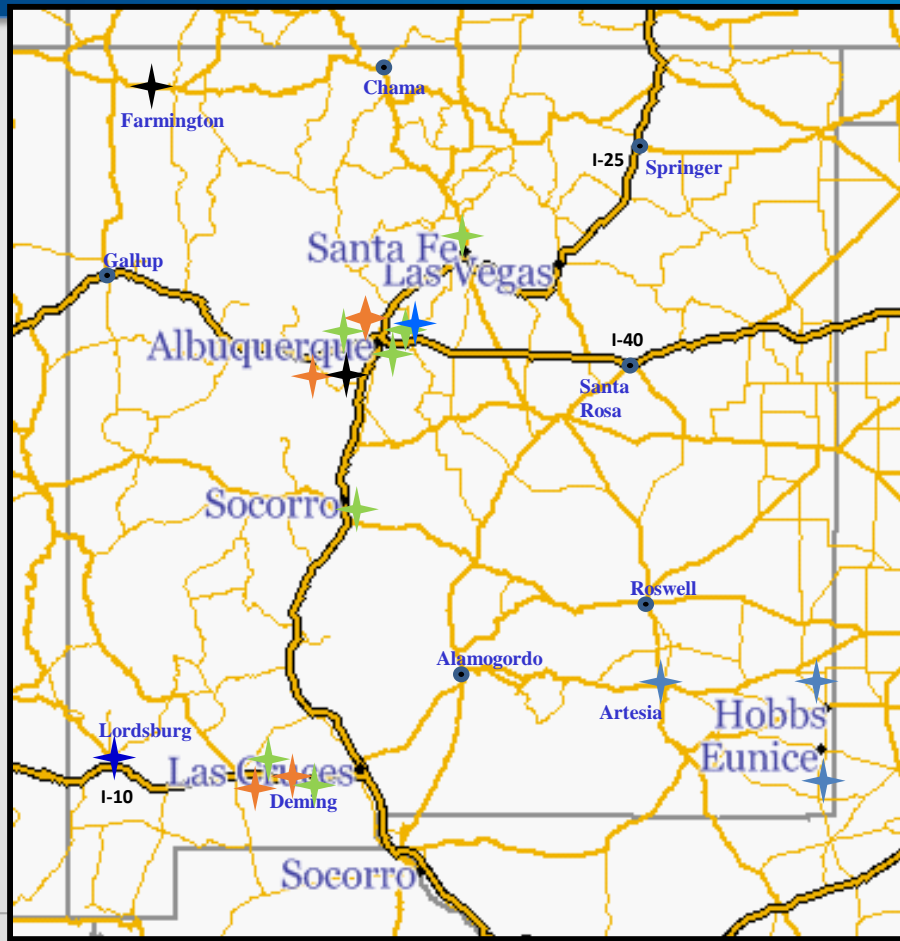 Chama
Farmington
I-25
Springer
Santa Fe
Gallup
Las Vegas
Albuquerque
I-40
Santa
Rosa
Socorro
Roswell
Alamogordo
Artesia
Hobbs
Lordsburg
Eunice
Las Cruces
I-10
Deming
Socorro